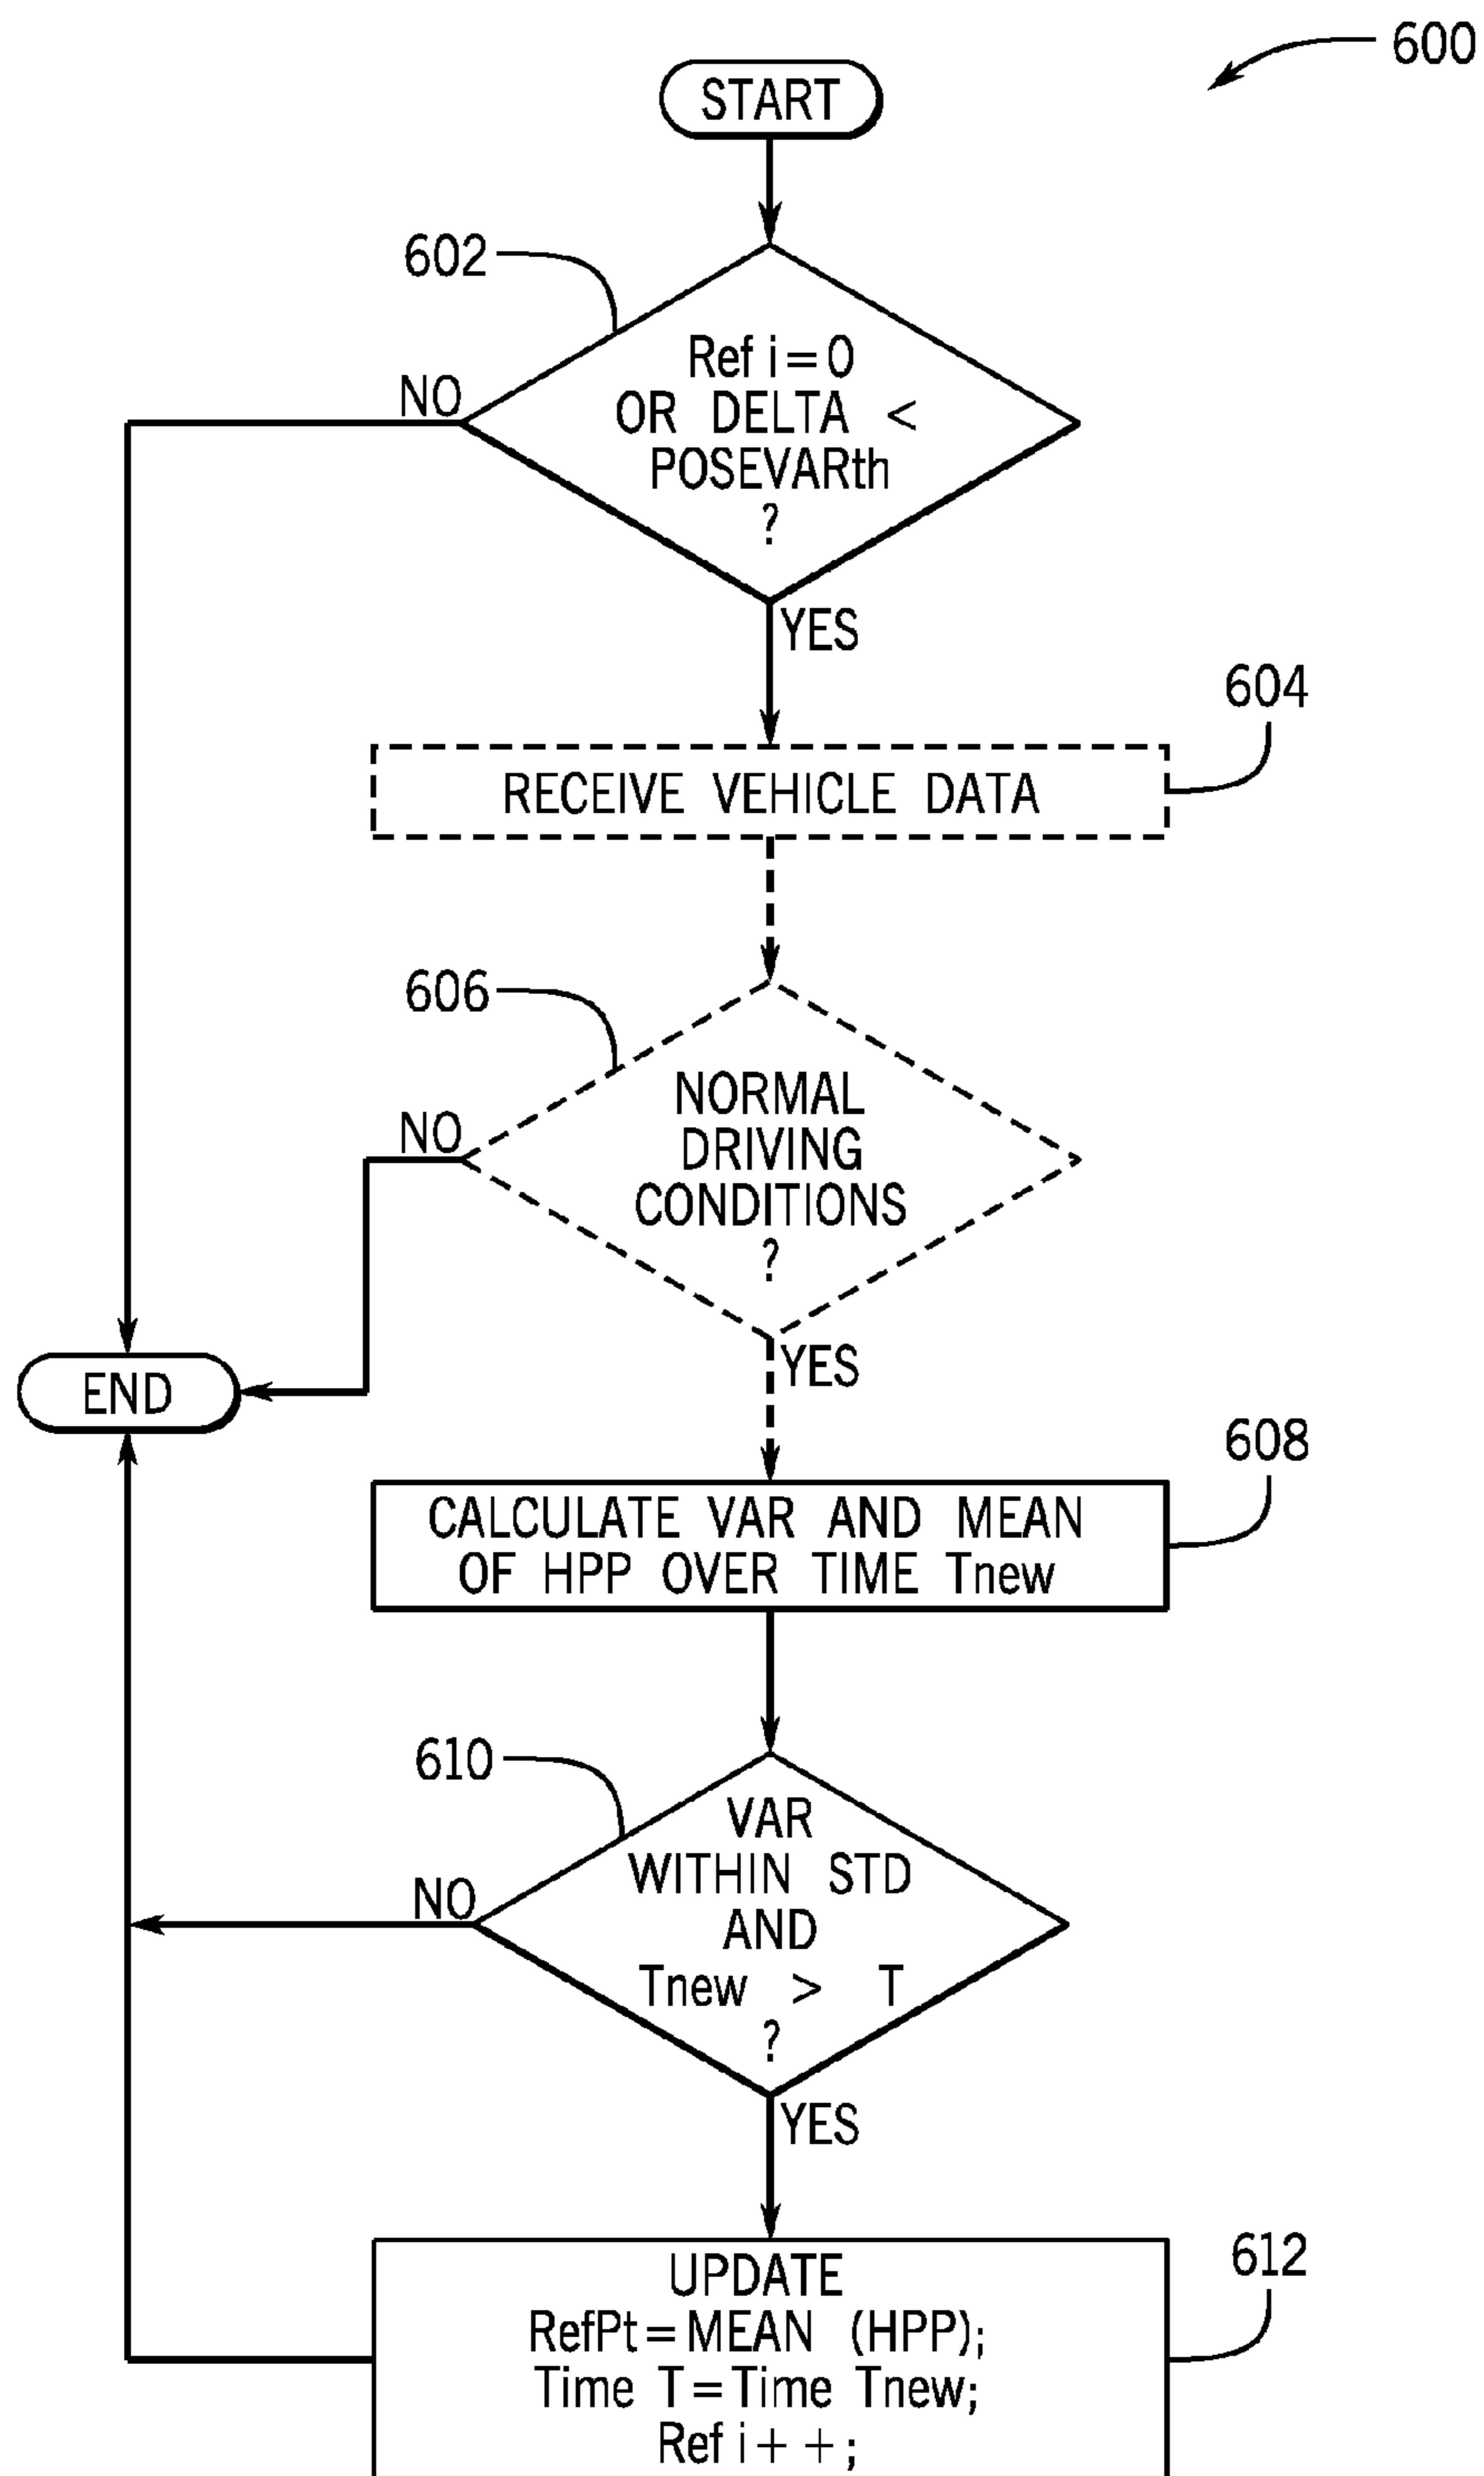 600
START
602
Ref i=0
OR DELTA <
POSEVARth
?
NO
YES
604
RECEIVE VEHICLE DATA
606
NORMAL
DRIVING
CONDITIONS
?
NO
YES
END
608
CALCULATE VAR AND MEAN
OF HPP OVER TIME Tnew
610
VAR
WITHIN STD
AND
Tnew > T
?
NO
YES
612
UPDATE
RefPt=MEAN (HPP);
Time T=Time Tnew;
Ref i++;